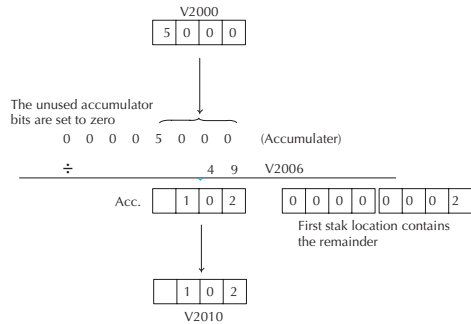 V2000
5 0 0 0
The unused accumulator
bits are set to zero
0 0 0 0 5 0 0 0 (Accumulater)
÷ 4 9 V2006
Acc. 1 0 2 0 0 0 0 0 0 0 2
First stak location contains
the remainder
1 0 2
V2010